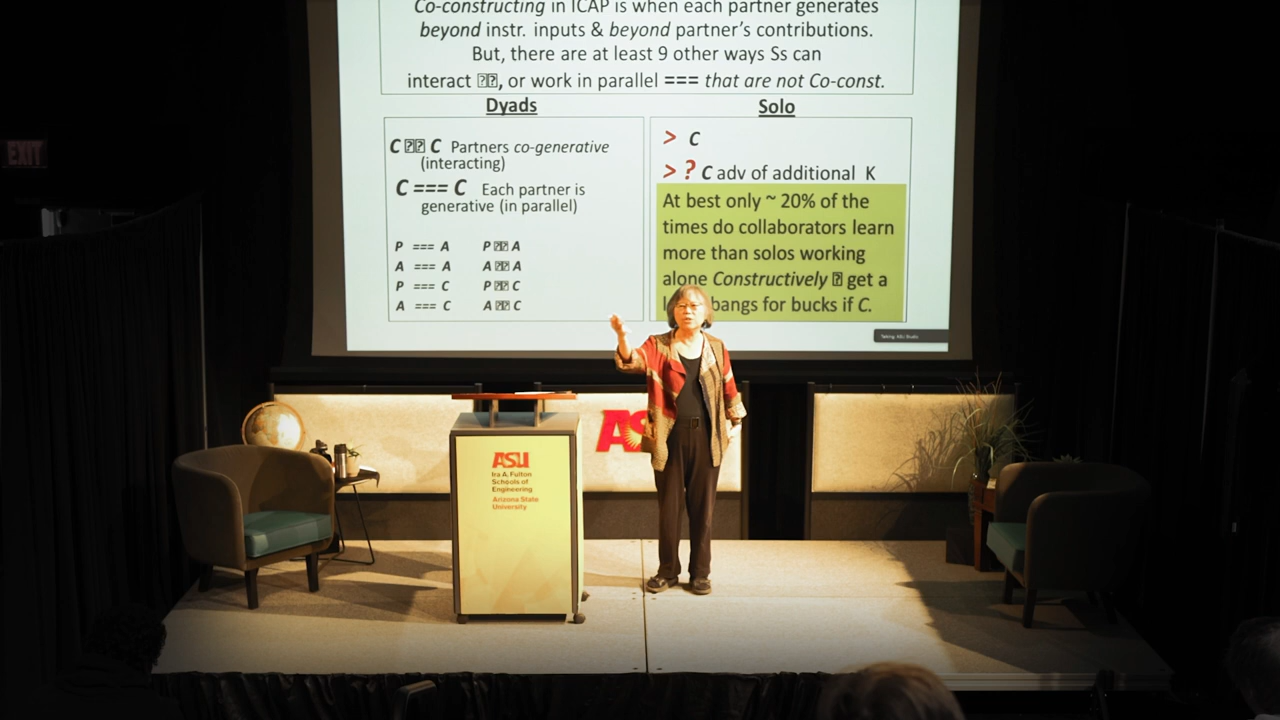 Co-constructing in ICAP is when each partner generates
beyond instr. inputs & beyond partner's contributions.
But, there are at least 9 other ways Ss can
interact ⍰⍰, or work in parallel === that are not Co-const.
Dyads
C ⍰⍰ C Partners co-generative
(interacting)
C === C Each partner is
generative (in parallel)
P === A P ⍰⍰ A
A === A A ⍰⍰ A
P === C P ⍰⍰ C
A === C A ⍰⍰ C
Solo
> C
> ? C adv of additional K
At best only ~ 20% of the
times do collaborators learn
more than solos working
alone Constructively ⍰ get a
bangs for bucks if C.
Talking: ASU Studio
EXIT
ASU
Ira A. Fulton
Schools of
Engineering
Arizona State
University